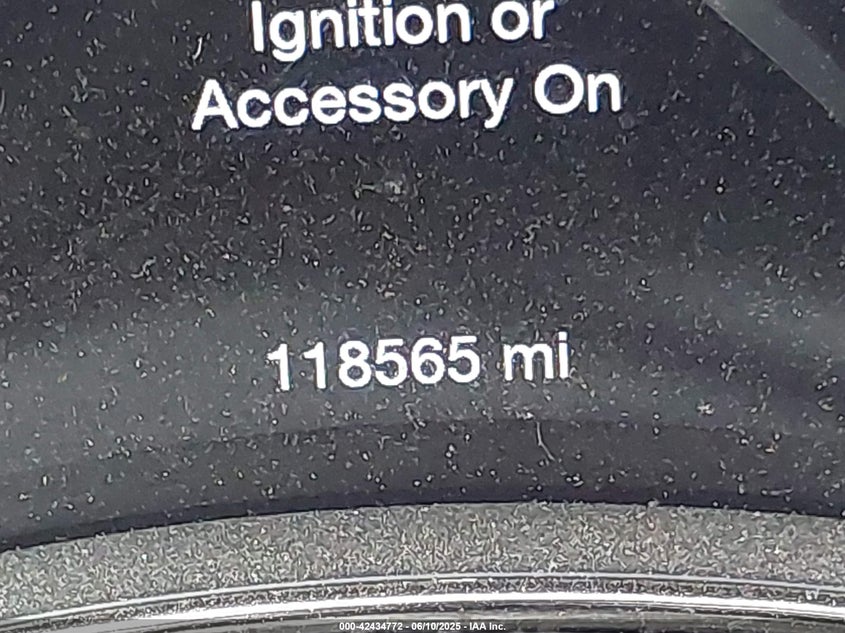 Ignition or
Accessory On
118565 mi
000-42434772 - 06/10/2025 - IAA Inc.